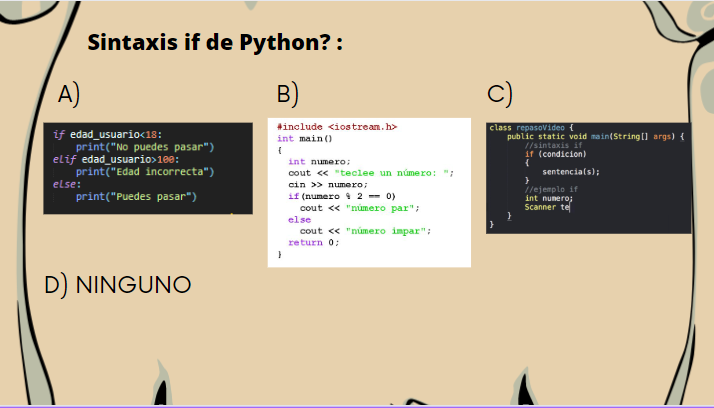 Sintaxis if de Python? :
A)
if edad_usuario<18:
print("No puedes pasar")
elif edad_usuario>100:
print("Edad incorrecta")
else:
print("Puedes pasar")
B)
#include <iostream.h>
int main()
{
int numero;
cout << "teclee un número: ";
cin >> numero;
if(numero % 2 == 0)
cout << "número par";
else
cout << "número impar";
return 0;
}
C)
class repasoVideo {
public static void main(String[] args) {
//sintaxis if
if (condicion)
{
sentencia(s);
}
//ejemplo if
int numero;
Scanner te
}
}
D) NINGUNO